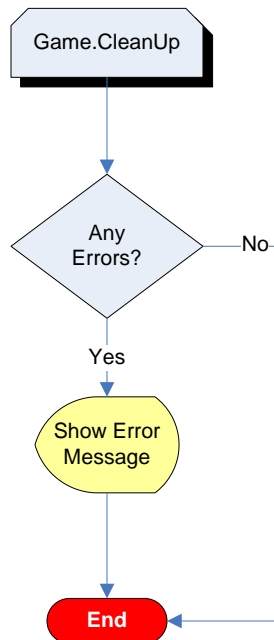 Game.CleanUp
Any
Errors?
No
Yes
Show Error
Message
End